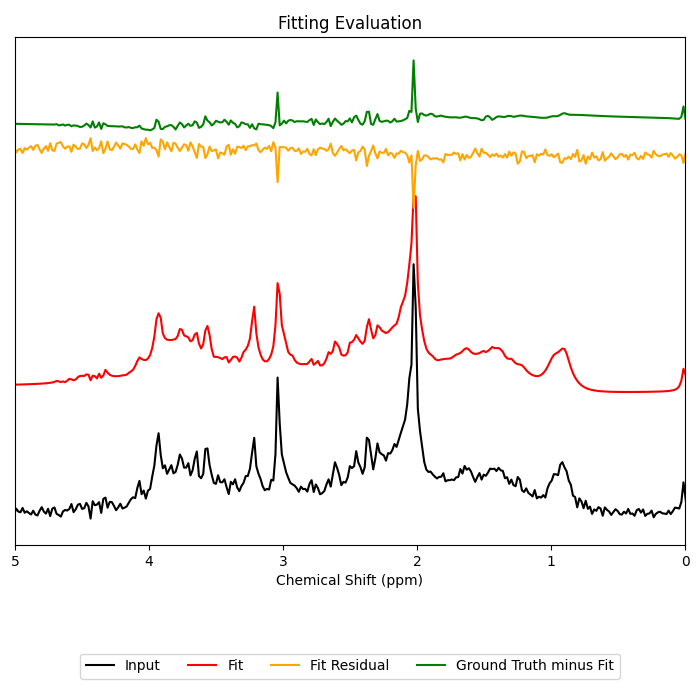 Fitting Evaluation
5 4 3 2 1 0
Chemical Shift (ppm)
Input Fit Fit Residual Ground Truth minus Fit